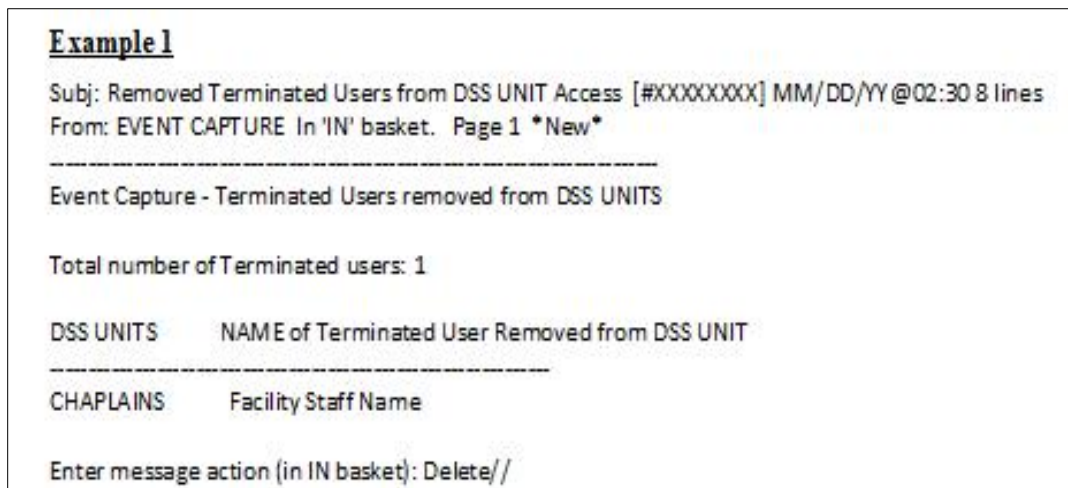 Example 1
Subj: Removed Terminated Users from DSS UNIT Access [#XXXXXXXX] MM/DD/YY@02:30 8 lines
From: EVENT CAPTURE In 'IN' basket. Page 1 *New*
-------------------------------------------------------------------------------
Event Capture - Terminated Users removed from DSS UNITS
Total number of Terminated users: 1
DSS UNITS NAME of Terminated User Removed from DSS UNIT
-----------------------------------------------------------------
CHAPLAINS Facility Staff Name
Enter message action (in IN basket): Delete//